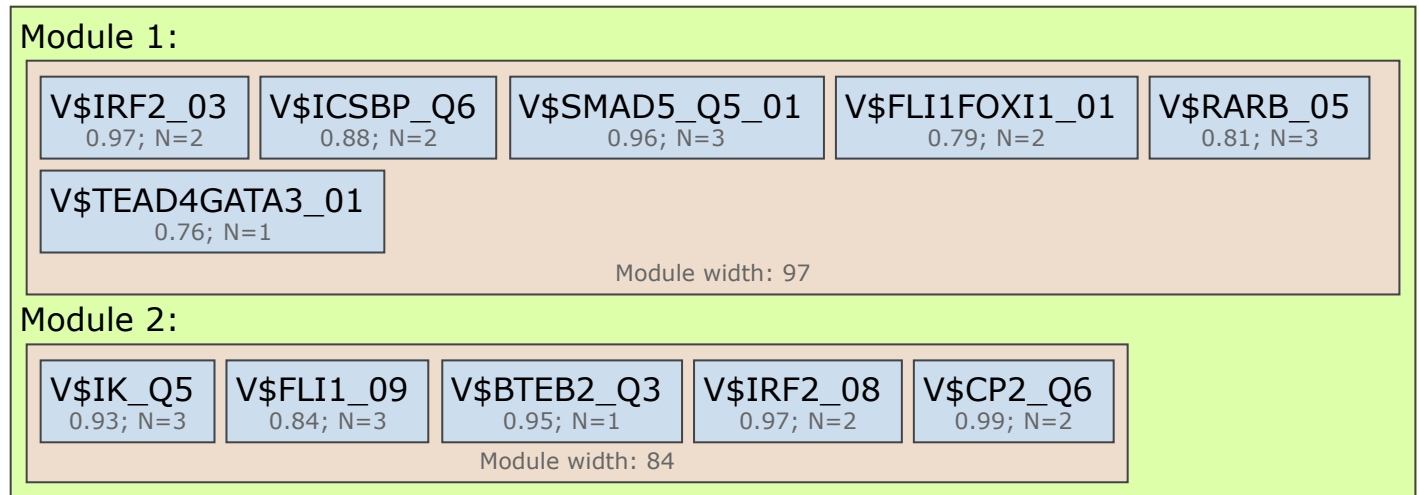 Module 1:
V$IRF2_03 V$ICSBP_Q6 V$SMAD5_Q5_01 V$FLI1FOXI1_01 V$RARB_05
0.97; N=2 0.88; N=2 0.96; N=3 0.79; N=2 0.81; N=3
V$TEAD4GATA3_01
0.76; N=1
Module width: 97
Module 2:
V$IK_Q5 V$FLI1_09 V$BTEB2_Q3 V$IRF2_08 V$CP2_Q6
0.93; N=3 0.84; N=3 0.95; N=1 0.97; N=2 0.99; N=2
Module width: 84